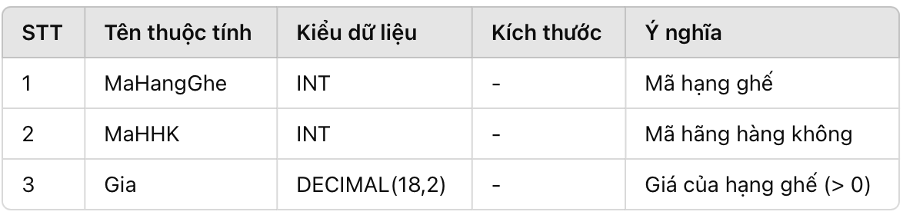 STT Tên thuộc tính Kiểu dữ liệu Kích thước Ý nghĩa
1 MaHangGhe INT - Mã hạng ghế
2 MaHHK INT - Mã hãng hàng không
3 Gia DECIMAL(18,2) - Giá của hạng ghế (> 0)